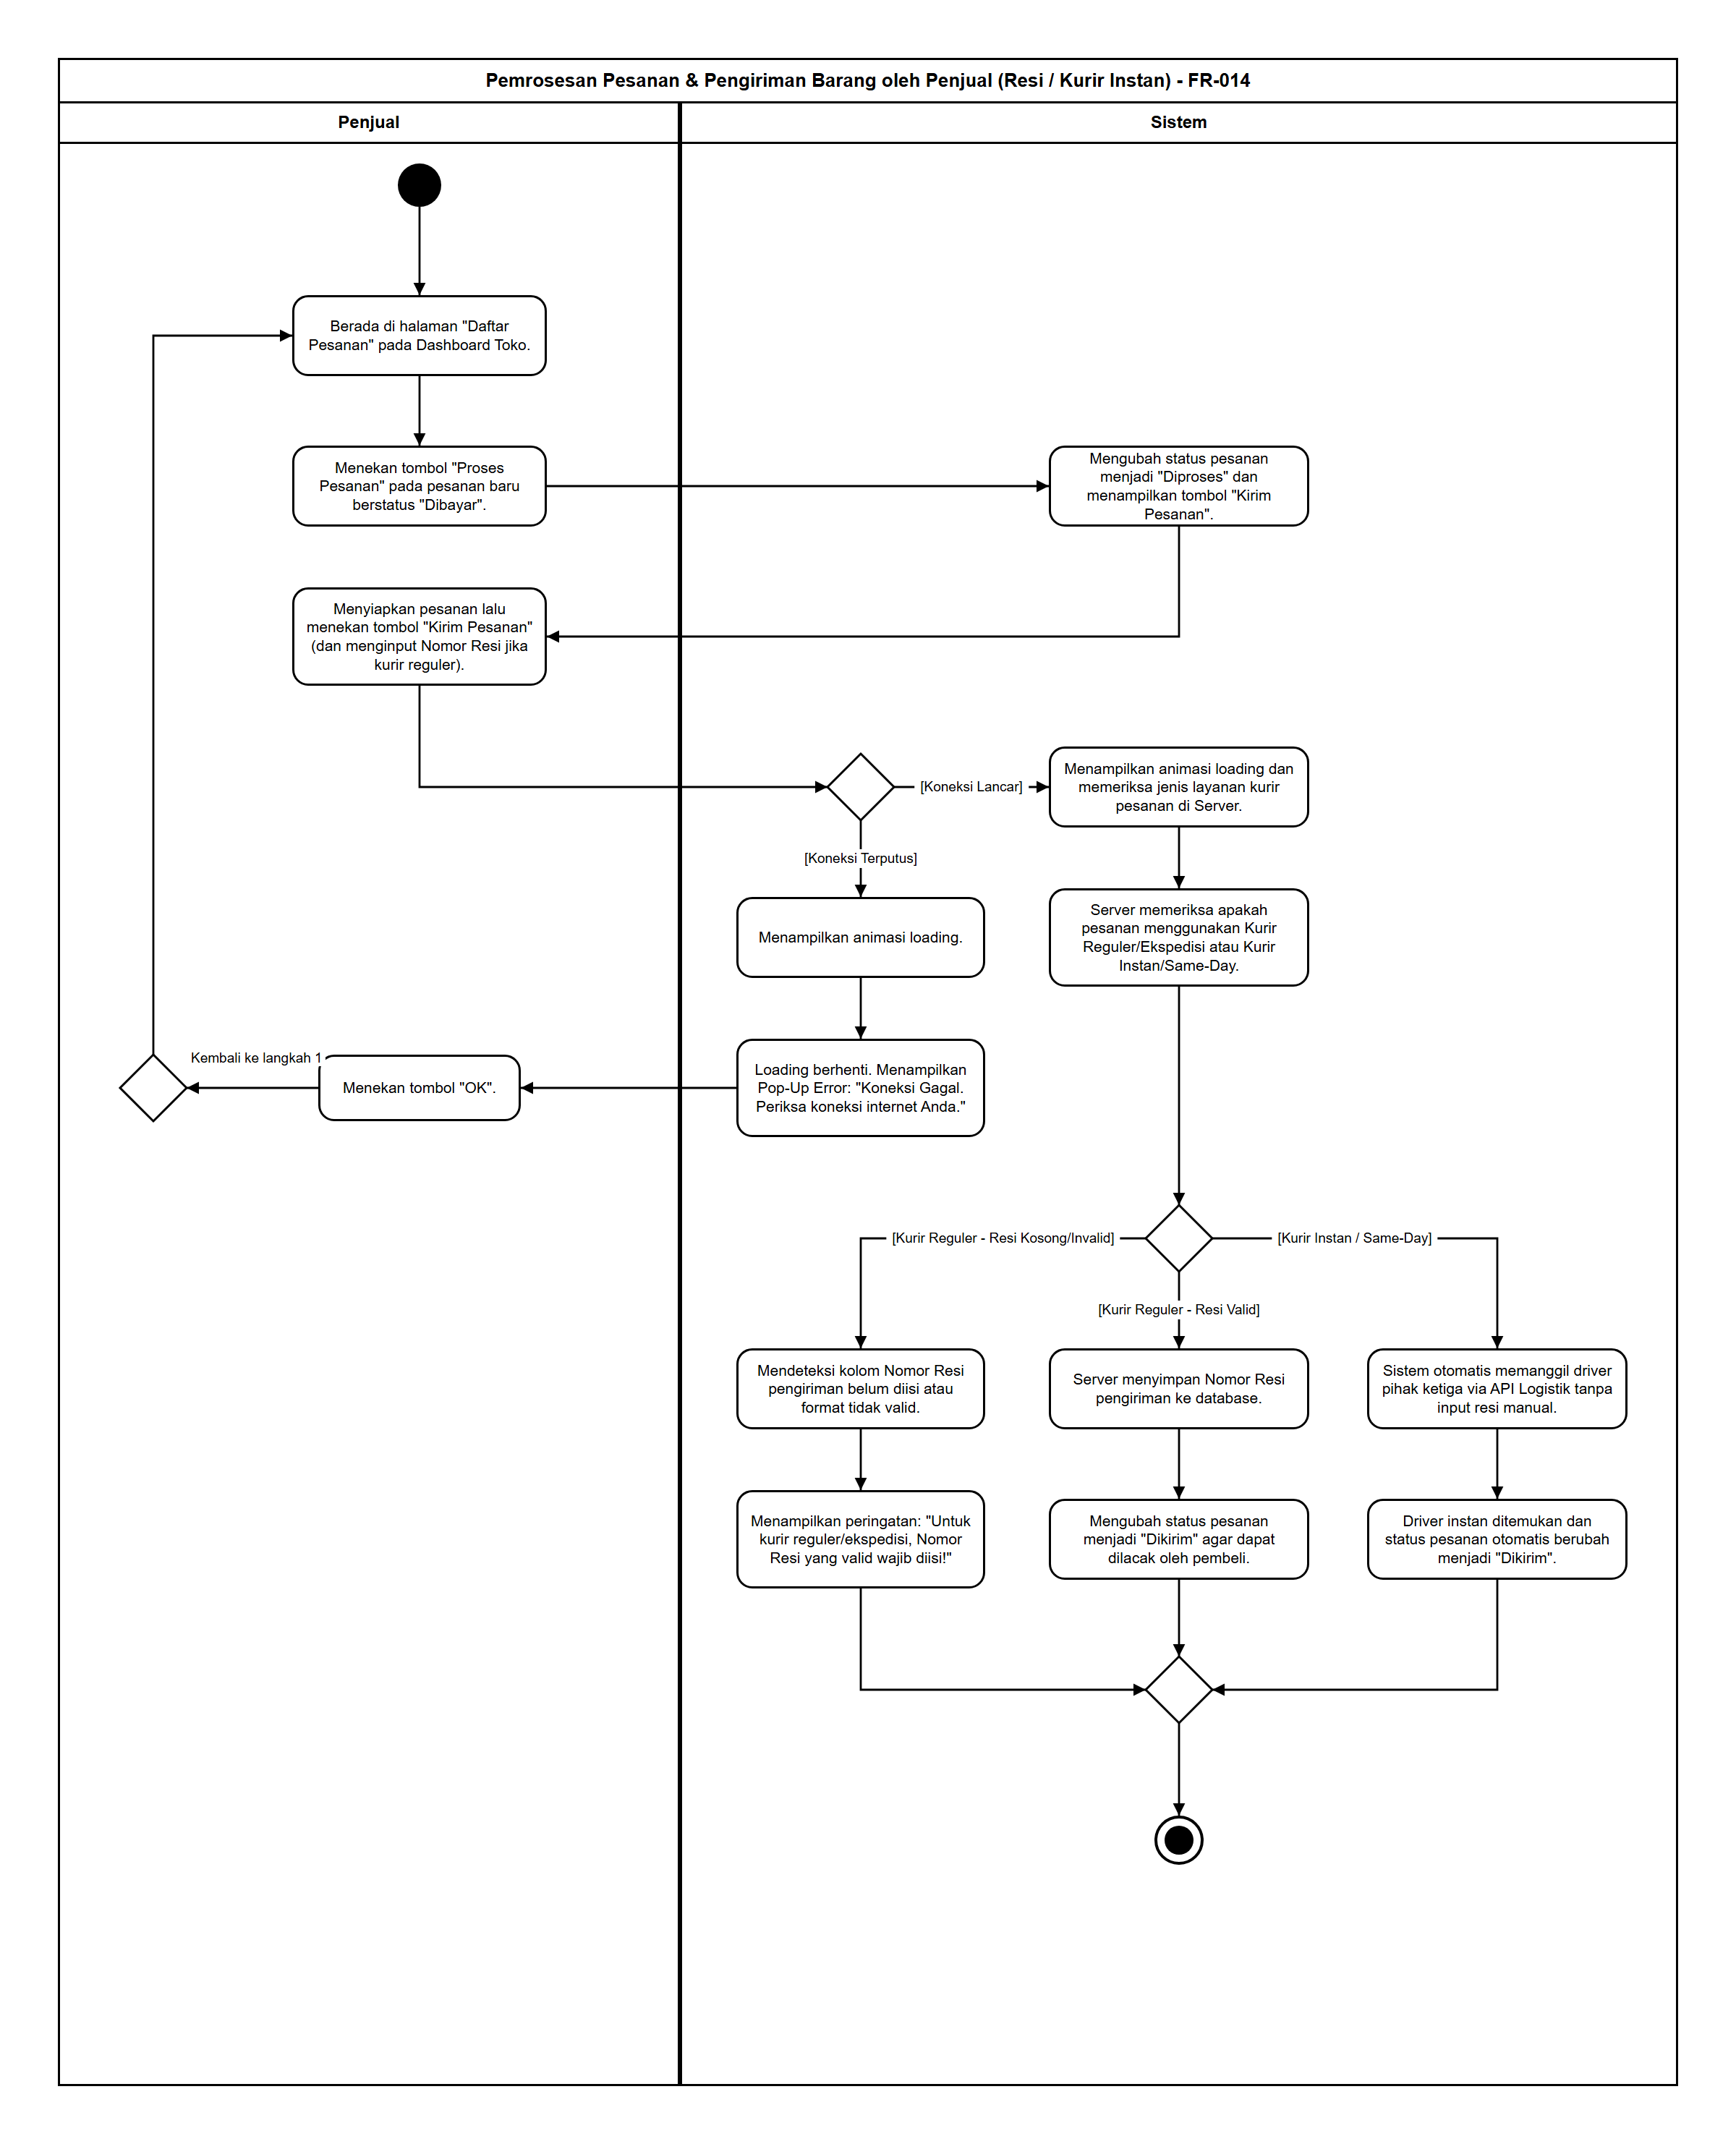 Pemrosesan Pesanan & Pengiriman Barang oleh Penjual (Resi / Kurir Instan) - FR-014
Penjual
Sistem
Berada di halaman "Daftar
Pesanan" pada Dashboard Toko.
Menekan tombol "Proses
Pesanan" pada pesanan baru
berstatus "Dibayar".
Mengubah status pesanan
menjadi "Diproses" dan
menampilkan tombol "Kirim
Pesanan".
Menyiapkan pesanan lalu
menekan tombol "Kirim Pesanan"
(dan menginput Nomor Resi jika
kurir reguler).
[Koneksi Lancar]
Menampilkan animasi loading dan
memeriksa jenis layanan kurir
pesanan di Server.
[Koneksi Terputus]
Menampilkan animasi loading.
Server memeriksa apakah
pesanan menggunakan Kurir
Reguler/Ekspedisi atau Kurir
Instan/Same-Day.
Loading berhenti. Menampilkan
Pop-Up Error: "Koneksi Gagal.
Periksa koneksi internet Anda."
Menekan tombol "OK".
Kembali ke langkah 1
[Kurir Reguler - Resi Kosong/Invalid]
[Kurir Instan / Same-Day]
[Kurir Reguler - Resi Valid]
Mendeteksi kolom Nomor Resi
pengiriman belum diisi atau
format tidak valid.
Server menyimpan Nomor Resi
pengiriman ke database.
Sistem otomatis memanggil driver
pihak ketiga via API Logistik tanpa
input resi manual.
Menampilkan peringatan: "Untuk
kurir reguler/ekspedisi, Nomor
Resi yang valid wajib diisi!"
Mengubah status pesanan
menjadi "Dikirim" agar dapat
dilacak oleh pembeli.
Driver instan ditemukan dan
status pesanan otomatis berubah
menjadi "Dikirim".